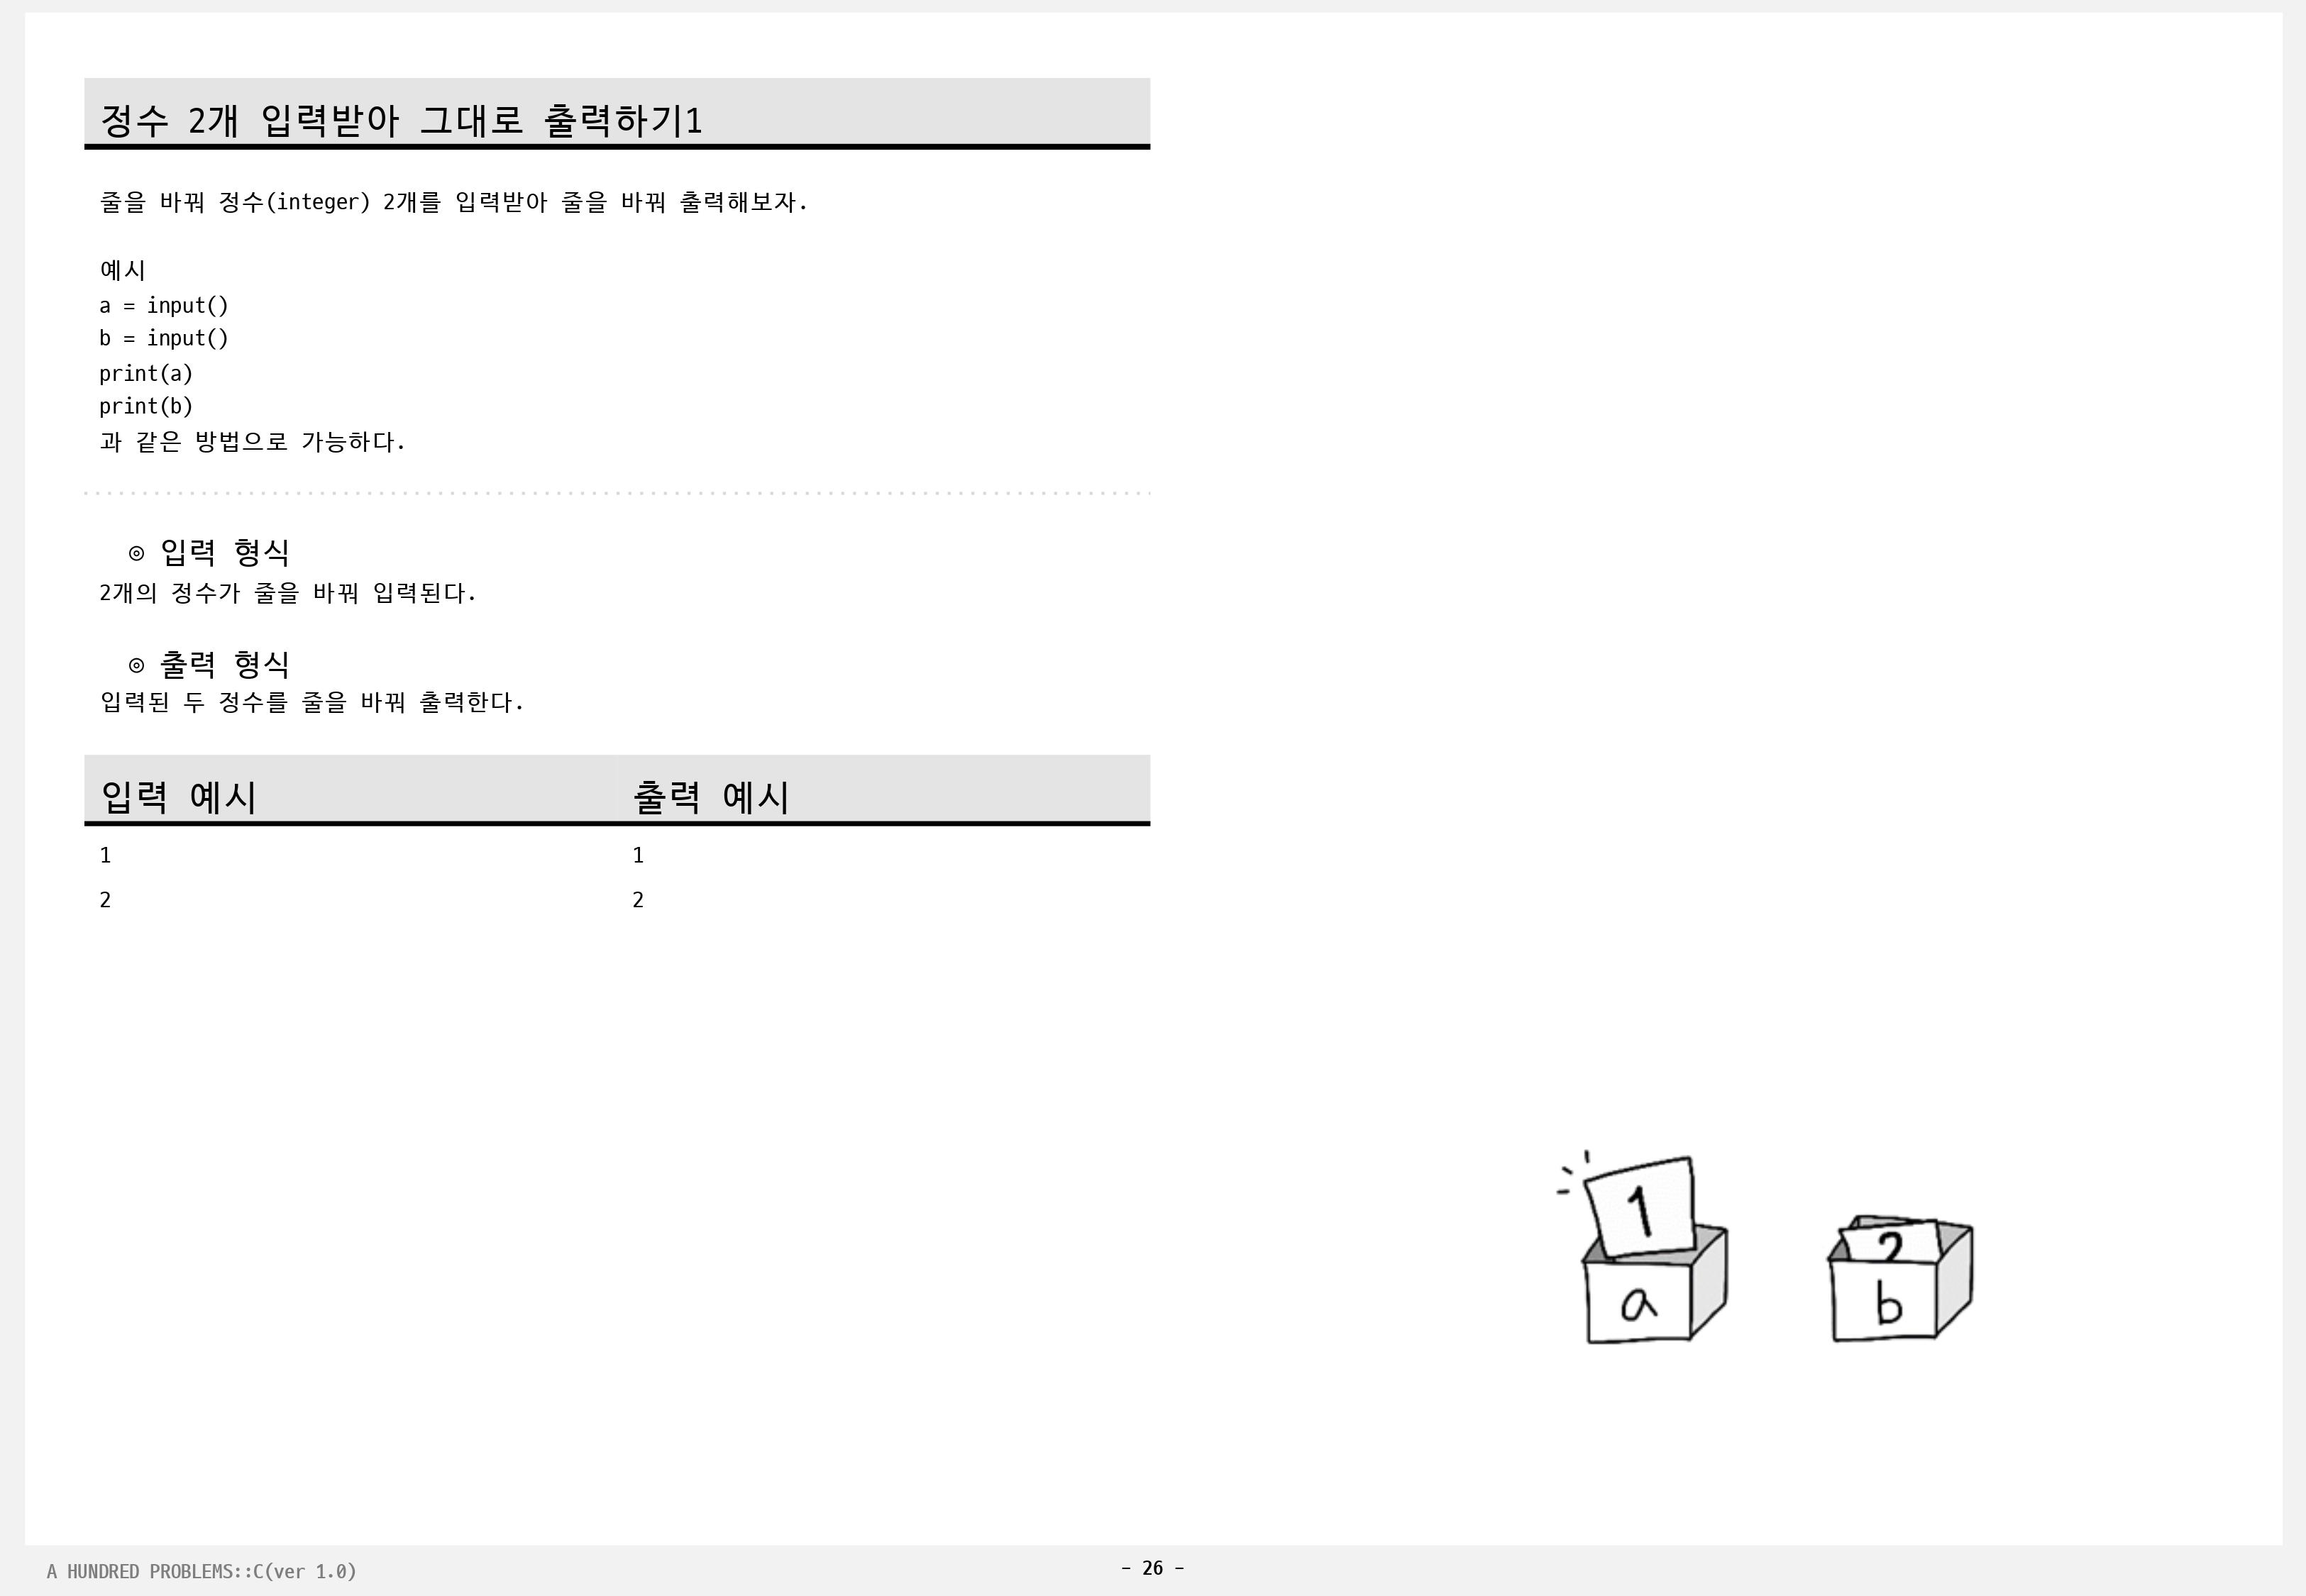 정수 2개 입력받아 그대로 출력하기1
줄을 바꿔 정수(integer) 2개를 입력받아 줄을 바꿔 출력해보자.
예시
a = input()
b = input()
print(a)
print(b)
과 같은 방법으로 가능하다.
◎ 입력 형식
2개의 정수가 줄을 바꿔 입력된다.
◎ 출력 형식
입력된 두 정수를 줄을 바꿔 출력한다.
입력 예시 출력 예시
1 1
2 2
1 2
a b
A HUNDRED PROBLEMS::C(ver 1.0) - 26 -